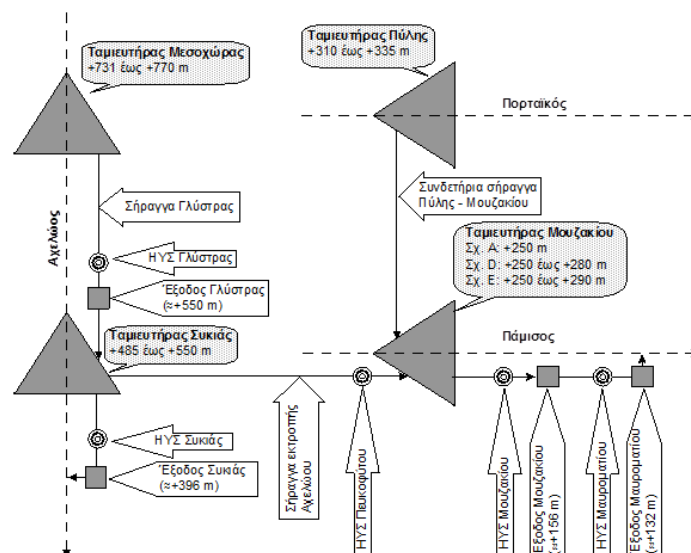 Ταμιευτήρας Μεσοχώρας
+731 έως +770 m
Ταμιευτήρας Πύλης
+310 έως +335 m
Πορταϊκός
Σήραγγα Γλύστρας
Συνδετήρια σήραγγα
Πύλης - Μουζακίου
Αχελώος
Ταμιευτήρας Μουζακίου
Σχ. Α: +250 m
Σχ. D: +250 έως +280 m
Σχ. Ε: +250 έως +290 m
ΗΥΣ Γλύστρας
Έξοδος Γλύστρας
(≈+550 m)
Ταμιευτήρας Συκιάς
+485 έως +550 m
Πάμισος
ΗΥΣ Συκιάς
Έξοδος Συκιάς
(≈+396 m)
Σήραγγα εκτροπής
Αχελώου
ΗΥΣ Πευκοφύτου
ΗΥΣ Μουζακίου
Έξοδος Μουζακίου
(≈+156 m)
ΗΥΣ Μαυροματίου
Έξοδος Μαυροματίου
(≈+132 m)